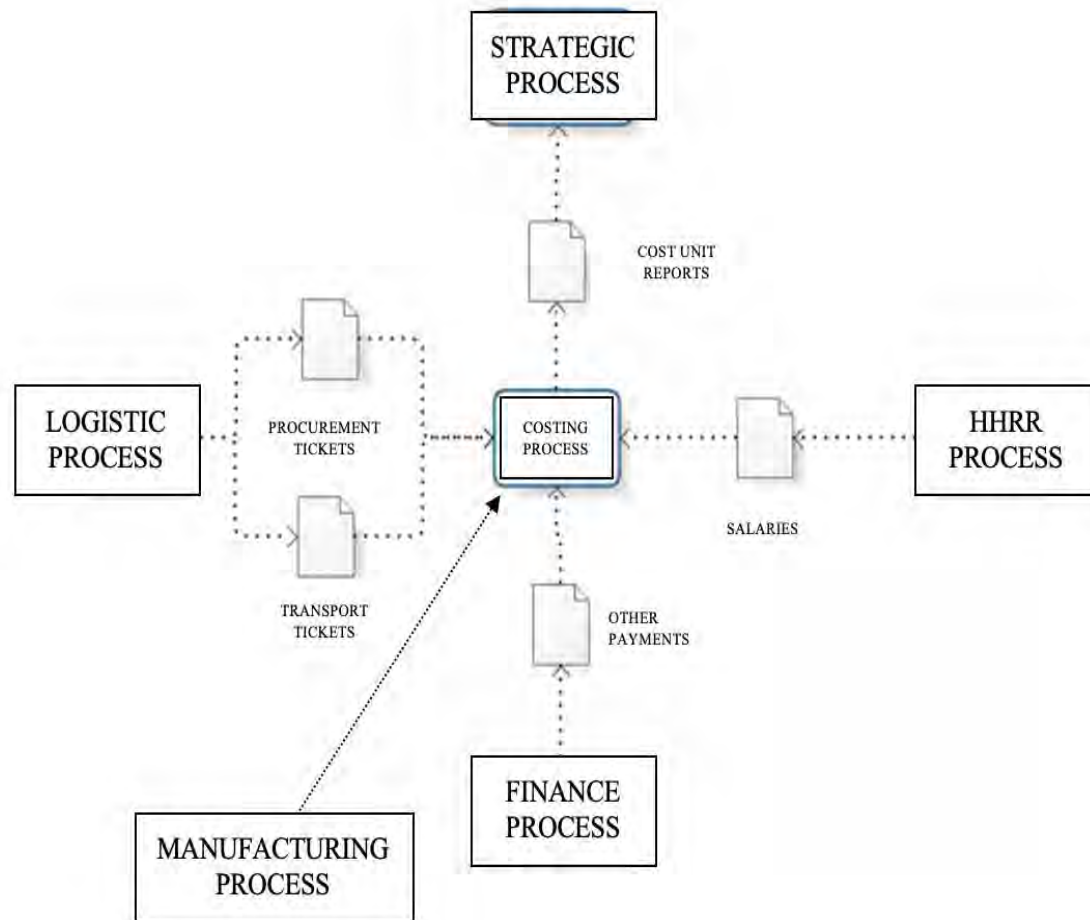 STRATEGIC
PROCESS
COST UNIT
REPORTS
LOGISTIC
PROCESS
PROCUREMENT
TICKETS
COSTING
PROCESS
HHRR
PROCESS
SALARIES
TRANSPORT
TICKETS
OTHER
PAYMENTS
FINANCE
PROCESS
MANUFACTURING
PROCESS